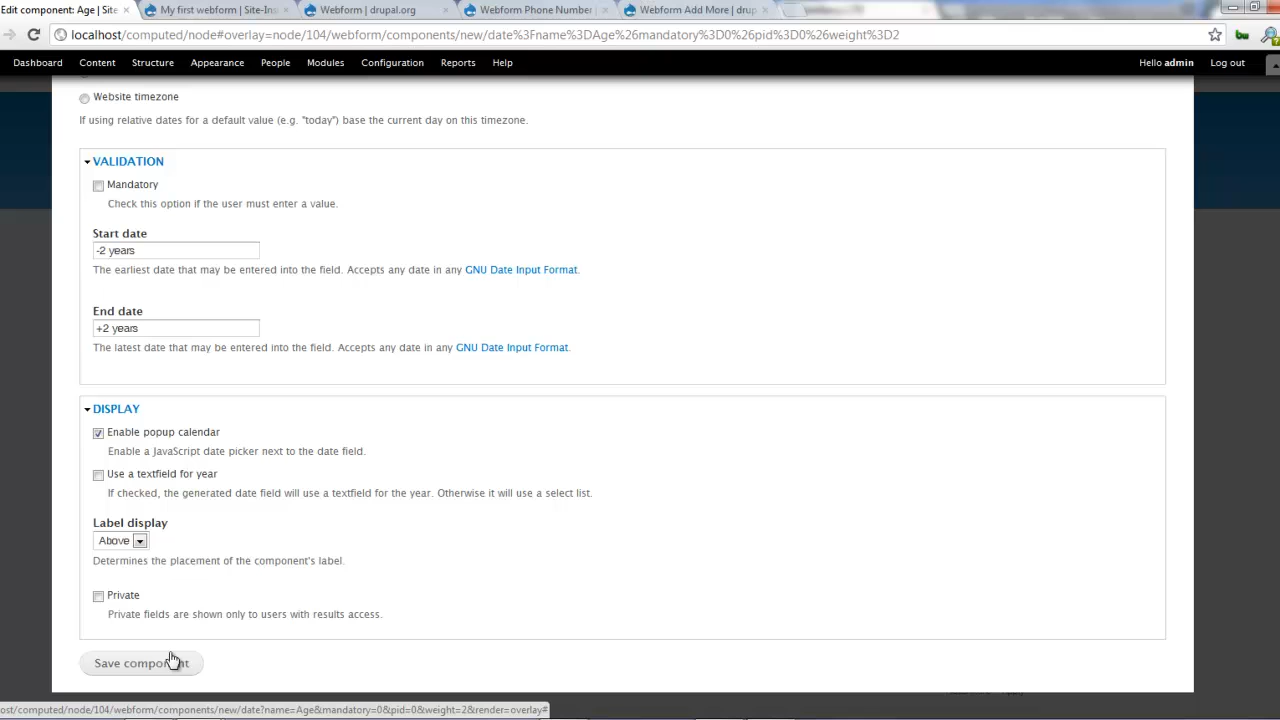 Edit component: Age | Site- ×
My first webform | Site-Ins ×
Webform | drupal.org ×
Webform Phone Number | ×
Webform Add More | drup ×
localhost/computed/node#overlay=node/104/webform/components/new/date%3Fname%3DAge%26mandatory%3D0%26pid%3D0%26weight%3D2
Dashboard Content Structure Appearance People Modules Configuration Reports Help Hello admin Log out
Website timezone
If using relative dates for a default value (e.g. "today") base the current day on this timezone.
VALIDATION
Mandatory
Check this option if the user must enter a value.
Start date
-2 years
The earliest date that may be entered into the field. Accepts any date in any GNU Date Input Format.
End date
+2 years
The latest date that may be entered into the field. Accepts any date in any GNU Date Input Format.
DISPLAY
Enable popup calendar
Enable a JavaScript date picker next to the date field.
Use a textfield for year
If checked, the generated date field will use a textfield for the year. Otherwise it will use a select list.
Label display
Above
Determines the placement of the component's label.
Private
Private fields are shown only to users with results access.
Save component
ost/computed/node/104/webform/components/new/date?name=Age&mandatory=0&pid=0&weight=2&render=overlay#